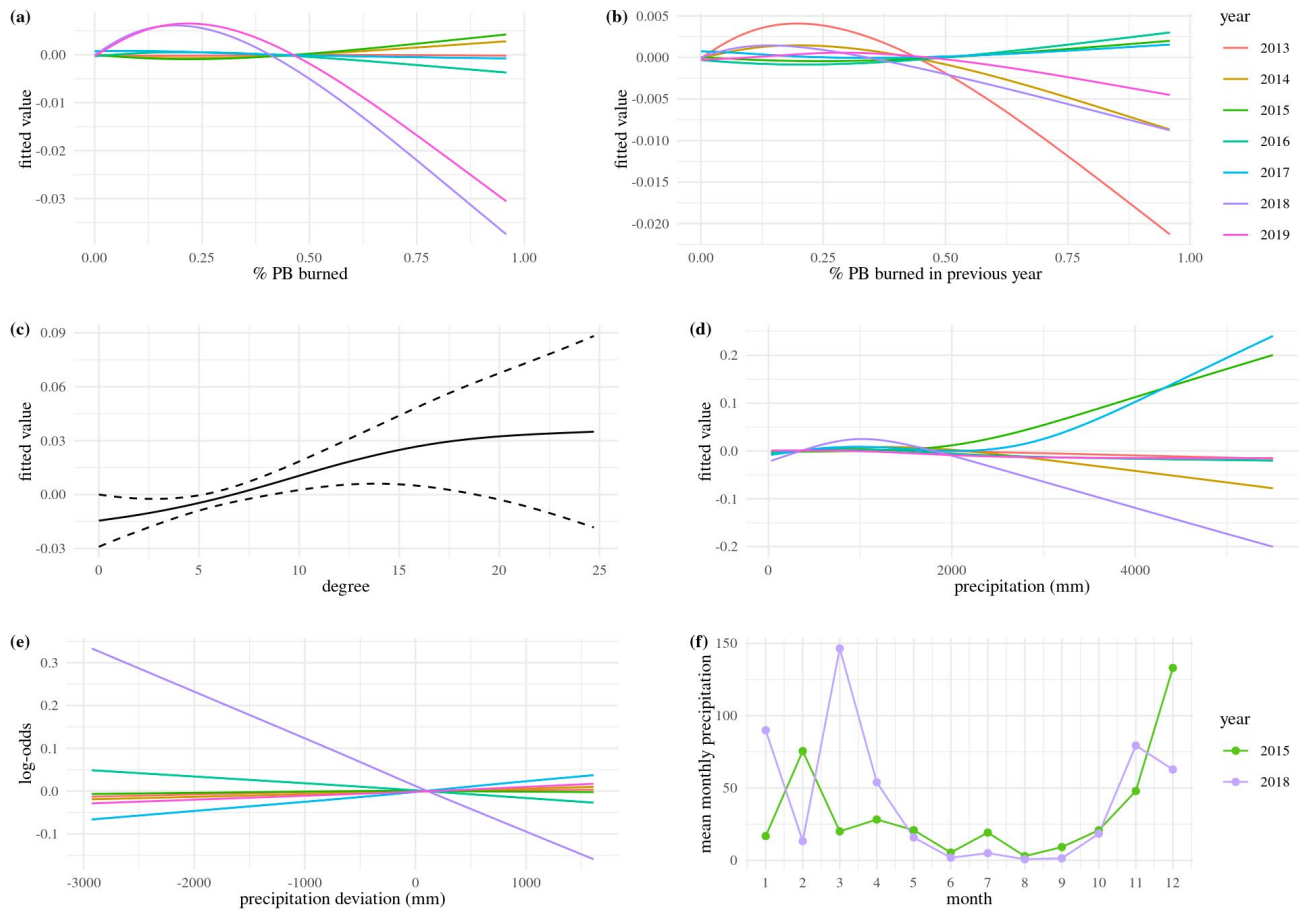 (a)
fitted value
0.00
-0.01
-0.02
-0.03
0.00 0.25 0.50 0.75 1.00
% PB burned
(b)
fitted value
0.005
0.000
-0.005
-0.010
-0.015
-0.020
0.00 0.25 0.50 0.75 1.00
% PB burned in previous year
year
2013
2014
2015
2016
2017
2018
2019
(c)
fitted value
0.09
0.06
0.03
0.00
-0.03
0 5 10 15 20 25
degree
(d)
fitted value
0.2
0.1
0.0
-0.1
-0.2
0 2000 4000
precipitation (mm)
(e)
log-odds
0.3
0.2
0.1
0.0
-0.1
-3000 -2000 -1000 0 1000
precipitation deviation (mm)
(f)
mean monthly precipitation
150
100
50
0
1 2 3 4 5 6 7 8 9 10 11 12
month
year
2015
2018